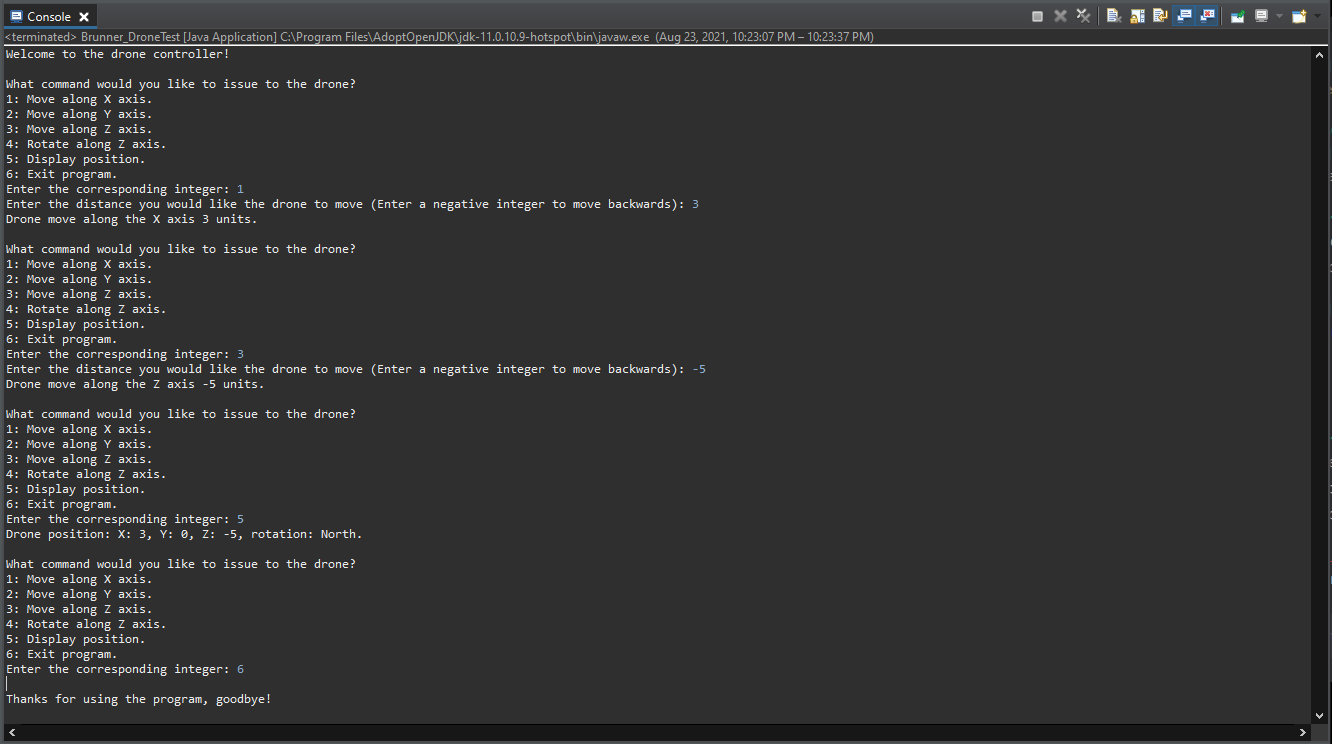 Console
<terminated> Brunner_DroneTest [Java Application] C:\Program Files\AdoptOpenJDK\jdk-11.0.10.9-hotspot\bin\javaw.exe (Aug 23, 2021, 10:23:07 PM – 10:23:37 PM)
Welcome to the drone controller!

What command would you like to issue to the drone?
1: Move along X axis.
2: Move along Y axis.
3: Move along Z axis.
4: Rotate along Z axis.
5: Display position.
6: Exit program.
Enter the corresponding integer: 1
Enter the distance you would like the drone to move (Enter a negative integer to move backwards): 3
Drone move along the X axis 3 units.

What command would you like to issue to the drone?
1: Move along X axis.
2: Move along Y axis.
3: Move along Z axis.
4: Rotate along Z axis.
5: Display position.
6: Exit program.
Enter the corresponding integer: 3
Enter the distance you would like the drone to move (Enter a negative integer to move backwards): -5
Drone move along the Z axis -5 units.

What command would you like to issue to the drone?
1: Move along X axis.
2: Move along Y axis.
3: Move along Z axis.
4: Rotate along Z axis.
5: Display position.
6: Exit program.
Enter the corresponding integer: 5
Drone position: X: 3, Y: 0, Z: -5, rotation: North.

What command would you like to issue to the drone?
1: Move along X axis.
2: Move along Y axis.
3: Move along Z axis.
4: Rotate along Z axis.
5: Display position.
6: Exit program.
Enter the corresponding integer: 6

Thanks for using the program, goodbye!